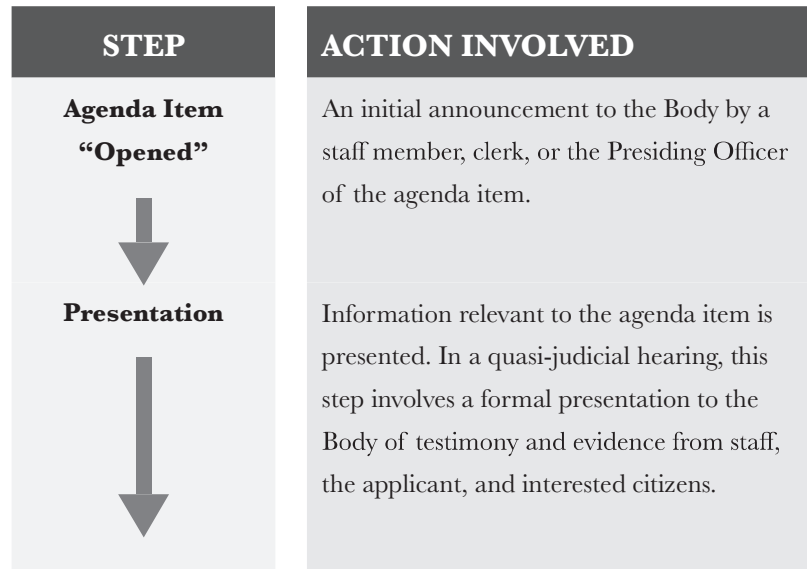 STEP
ACTION INVOLVED
Agenda Item
“Opened”
An initial announcement to the Body by a
staff member, clerk, or the Presiding Officer
of the agenda item.
Presentation
Information relevant to the agenda item is
presented. In a quasi-judicial hearing, this
step involves a formal presentation to the
Body of testimony and evidence from staff,
the applicant, and interested citizens.